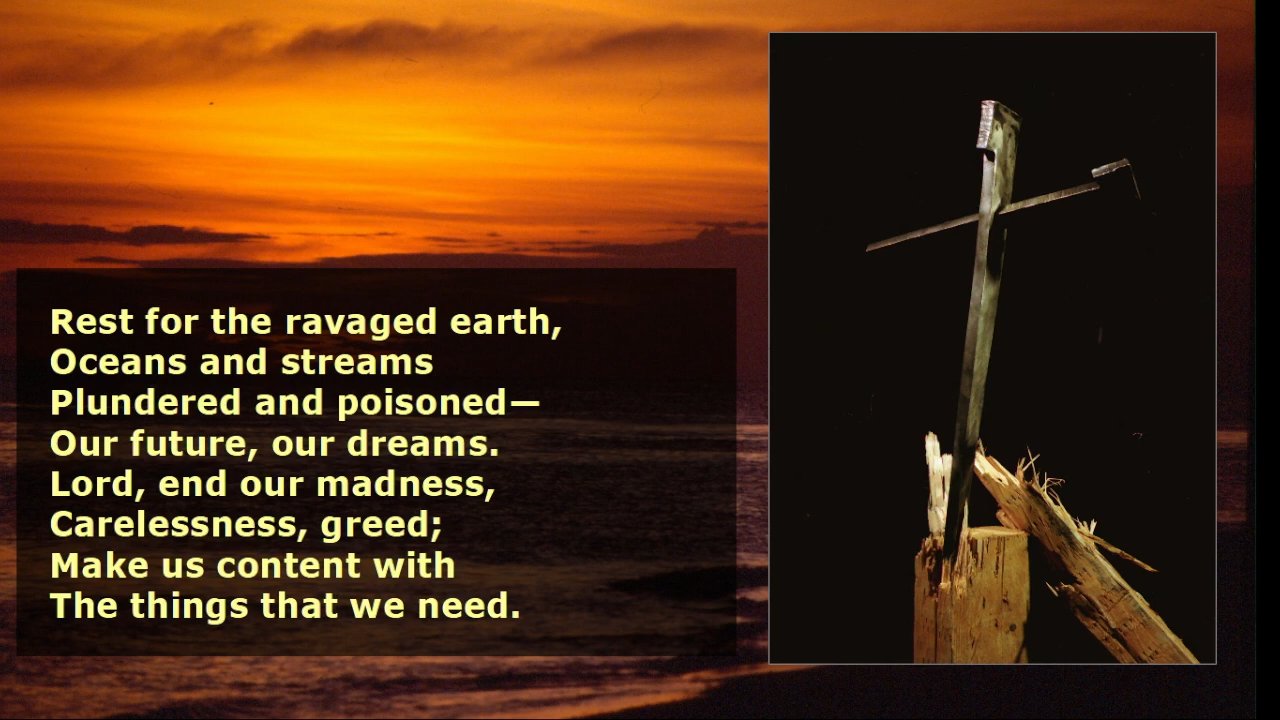 Rest for the ravaged earth,
Oceans and streams
Plundered and poisoned—
Our future, our dreams.
Lord, end our madness,
Carelessness, greed;
Make us content with
The things that we need.